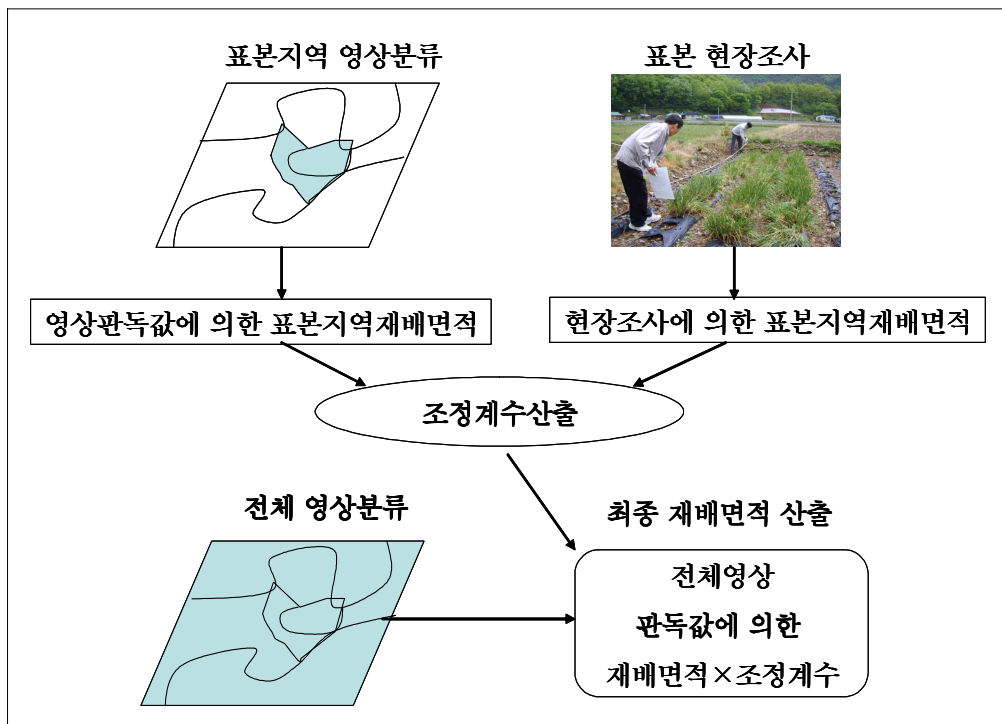 표본지역 영상분류
표본 현장조사
영상판독값에 의한 표본지역재배면적
현장조사에 의한 표본지역재배면적
조정계수산출
전체 영상분류
최종 재배면적 산출
전체영상
판독값에 의한
재배면적×조정계수